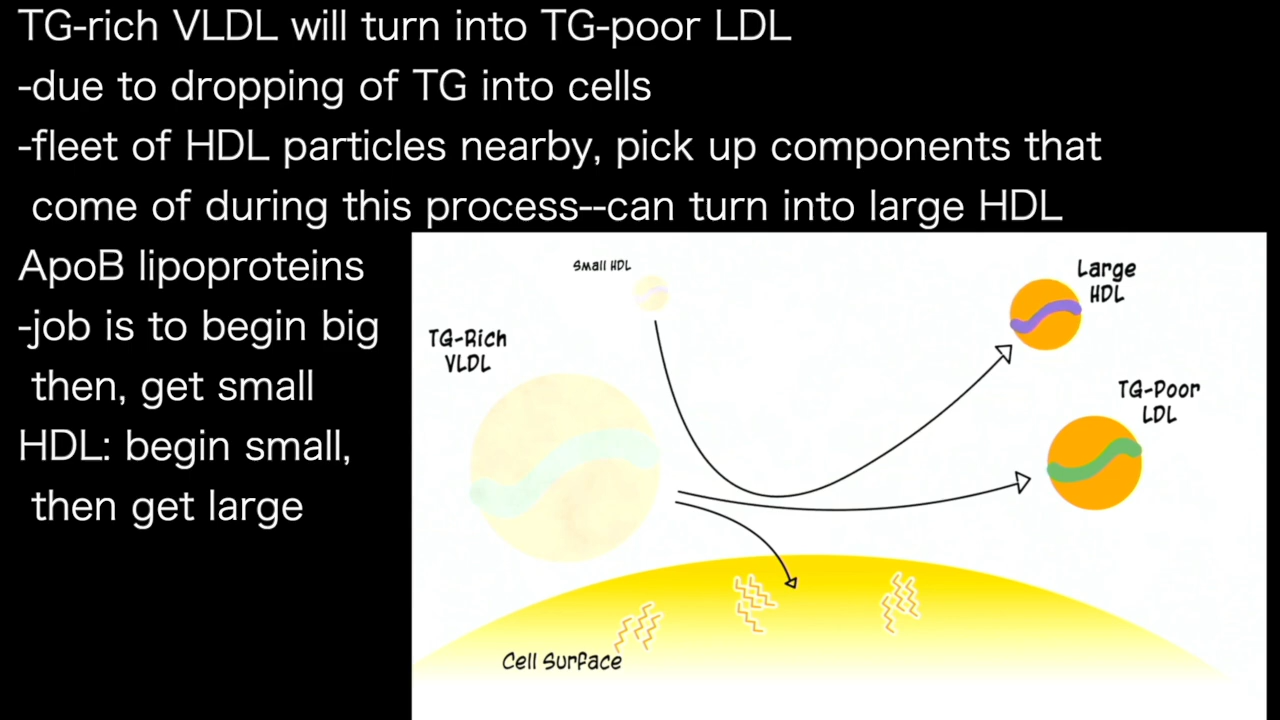 TG-rich VLDL will turn into TG-poor LDL
-due to dropping of TG into cells
-fleet of HDL particles nearby, pick up components that
come of during this process--can turn into large HDL
ApoB lipoproteins
-job is to begin big
then, get small
HDL: begin small,
then get large
Small HDL
Large
HDL
TG-Rich
VLDL
TG-Poor
LDL
Cell Surface